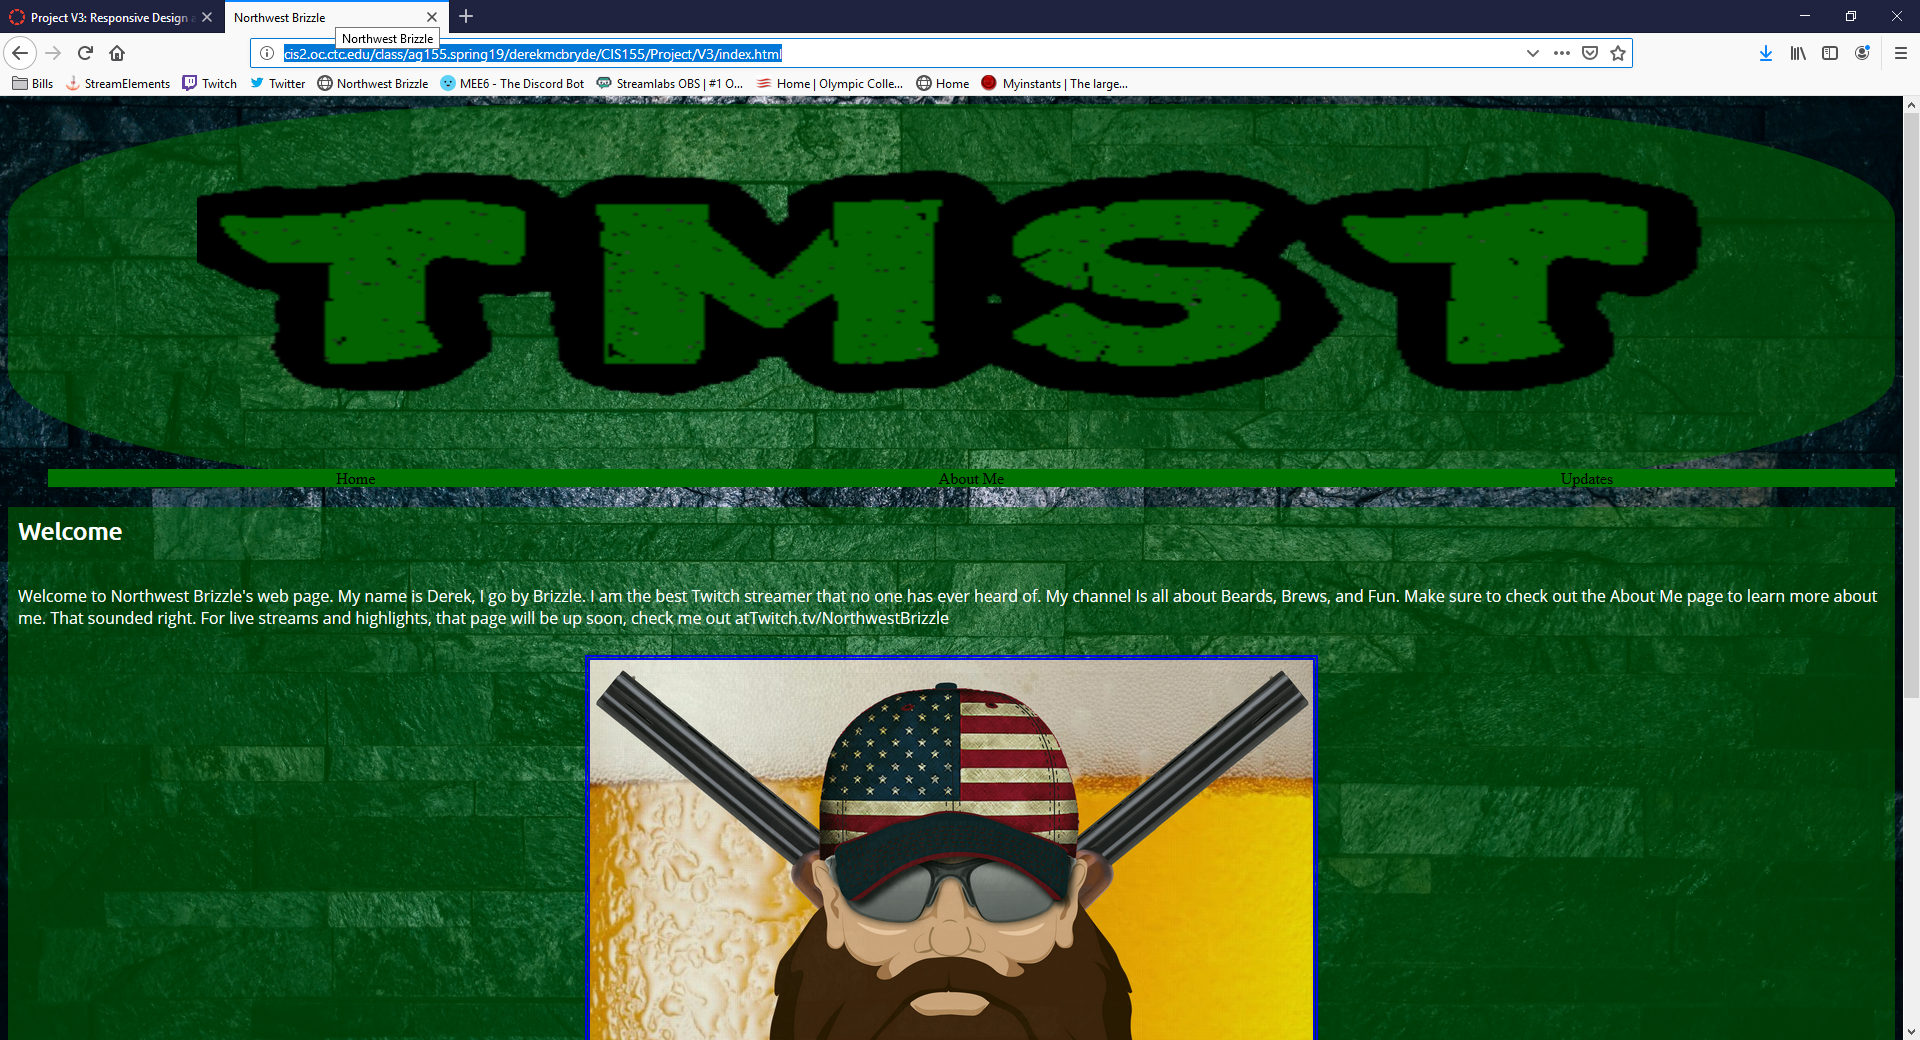 Project V3: Responsive Design a
Northwest Brizzle
Northwest Brizzle
cis2.oc.ctc.edu/class/ag155.spring19/derekmcbryde/CIS155/Project/V3/index.html
Bills StreamElements Twitch Twitter Northwest Brizzle MEE6 - The Discord Bot Streamlabs OBS | #1 O... Home | Olympic Colle... Home Myinstants | The large...
TMST
Home About Me Updates
Welcome
Welcome to Northwest Brizzle's web page. My name is Derek, I go by Brizzle. I am the best Twitch streamer that no one has ever heard of. My channel Is all about Beards, Brews, and Fun. Make sure to check out the About Me page to learn more about
me. That sounded right. For live streams and highlights, that page will be up soon, check me out atTwitch.tv/NorthwestBrizzle